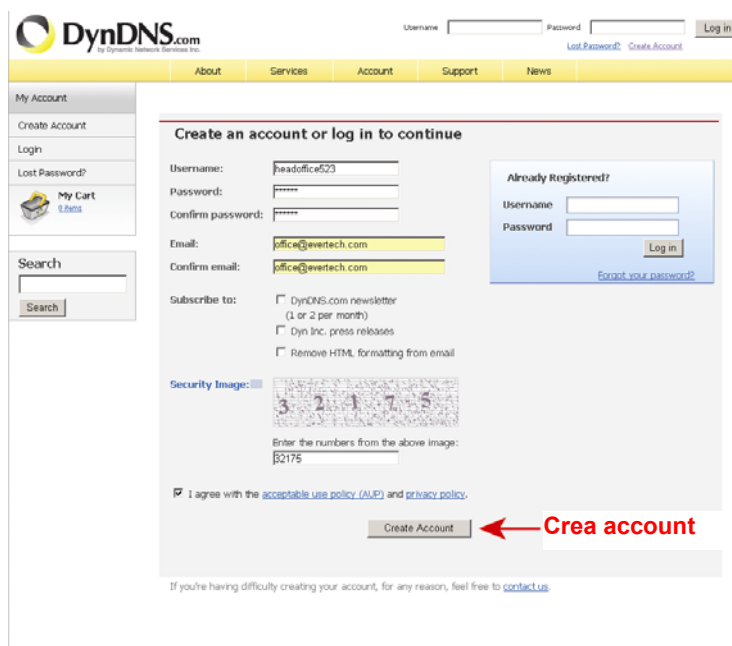 DynDNS.com
by Dynamic Network Services Inc.
Username Password Log in
Lost Password? Create Account
About Services Account Support News
My Account
Create Account
Login
Lost Password?
My Cart
0 items
Search
Search
Create an account or log in to continue
Username: headoffice523
Password: ******
Confirm password: ******
Email: office@evertech.com
Confirm email: office@evertech.com
Subscribe to: DynDNS.com newsletter
(1 or 2 per month)
Dyn Inc. press releases
Remove HTML formatting from email
Security Image:
3 2 1 7 5
Enter the numbers from the above image:
32175
I agree with the acceptable use policy (AUP) and privacy policy.
Create Account
Crea account
Already Registered?
Username
Password
Log in
Forgot your password?
If you're having difficulty creating your account, for any reason, feel free to contact us.